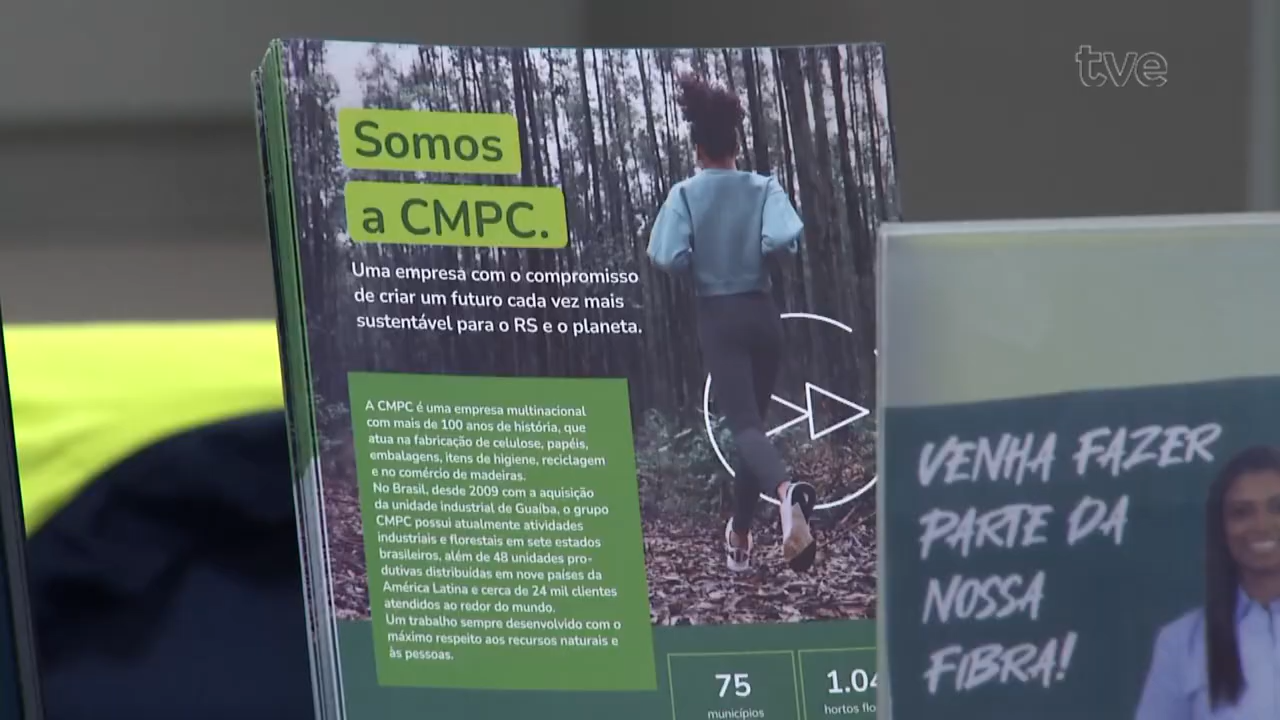 tve
Somos
a CMPC.
Uma empresa com o compromisso
de criar um futuro cada vez mais
sustentável para o RS e o planeta.
A CMPC é uma empresa multinacional
com mais de 100 anos de história, que
atua na fabricação de celulose, papéis,
embalagens, itens de higiene, reciclagem
e no comércio de madeiras.
No Brasil, desde 2009 com a aquisição
da unidade industrial de Guaíba, o grupo
CMPC possui atualmente atividades
industriais e florestais em sete estados
brasileiros, além de 48 unidades pro-
dutivas distribuídas em nove países da
América Latina e cerca de 24 mil clientes
atendidos ao redor do mundo.
Um trabalho sempre desenvolvido com o
máximo respeito aos recursos naturais e
às pessoas.
75
municípios
1.04
hortos flo
VENHA FAZER
PARTE DA
NOSSA
FIBRA!